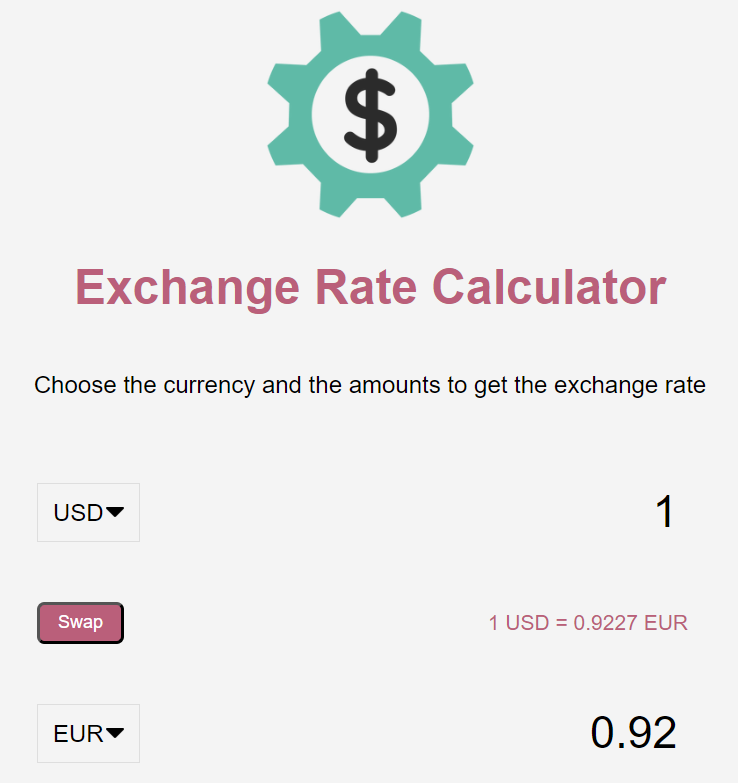 $
Exchange Rate Calculator
Choose the currency and the amounts to get the exchange rate
USD 1
Swap 1 USD = 0.9227 EUR
EUR 0.92